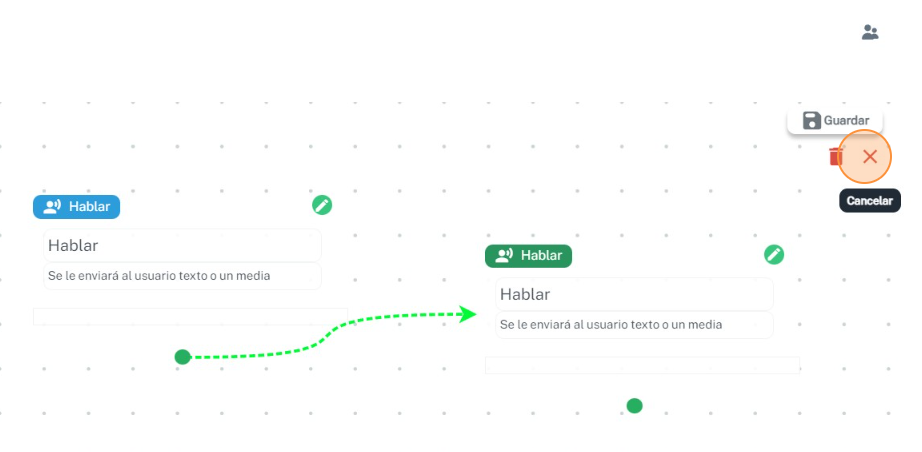 Guardar
Cancelar
Hablar
Hablar
Se le enviará al usuario texto o un media
Hablar
Hablar
Se le enviará al usuario texto o un media